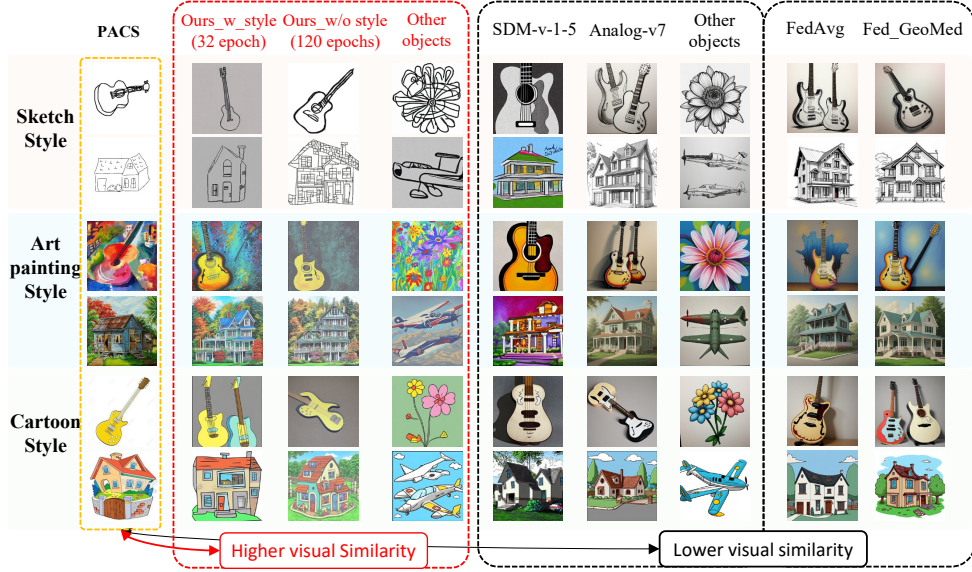 PACS
Ours_w_style
(32 epoch)
Ours_w/o style
(120 epochs)
Other
objects
SDM-v-1-5
Analog-v7
Other
objects
FedAvg
Fed_GeoMed
Sketch
Style
Art
painting
Style
Cartoon
Style
Higher visual Similarity
Lower visual similarity